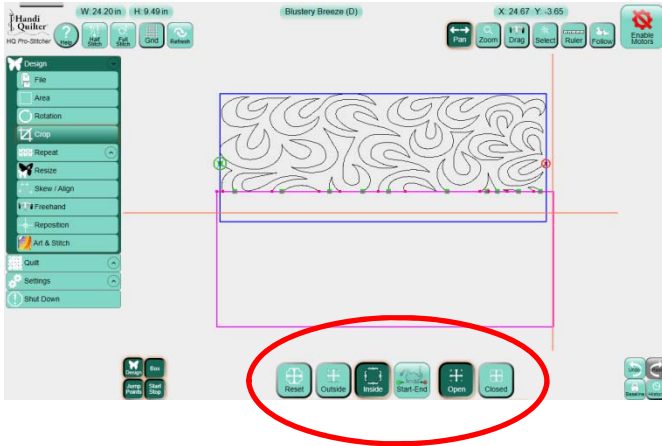 W: 24.20 in H: 9.49 in
Blustery Breeze (D)
X: 24.67 Y: -3.65
Handi
Quilter
HQ Pro-Stitcher
Help
Half
Stitch
Full
Stitch
Grid
Refresh
Pan
Zoom
Drag
Select
Ruler
Follow
Enable
Motors
Design
File
Area
Rotation
Crop
Repeat
Resize
Skew / Align
Freehand
Reposition
Art & Stitch
Quilt
Settings
Shut Down
Design
Box
Jump
Points
Start
Stop
Reset
Outside
Inside
Start-End
Open
Closed
Undo
Baseline
History